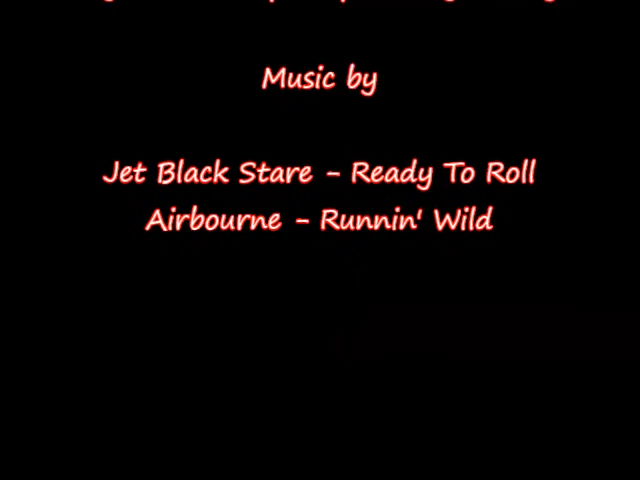 Music by
Jet Black Stare - Ready To Roll
Airbourne - Runnin' Wild